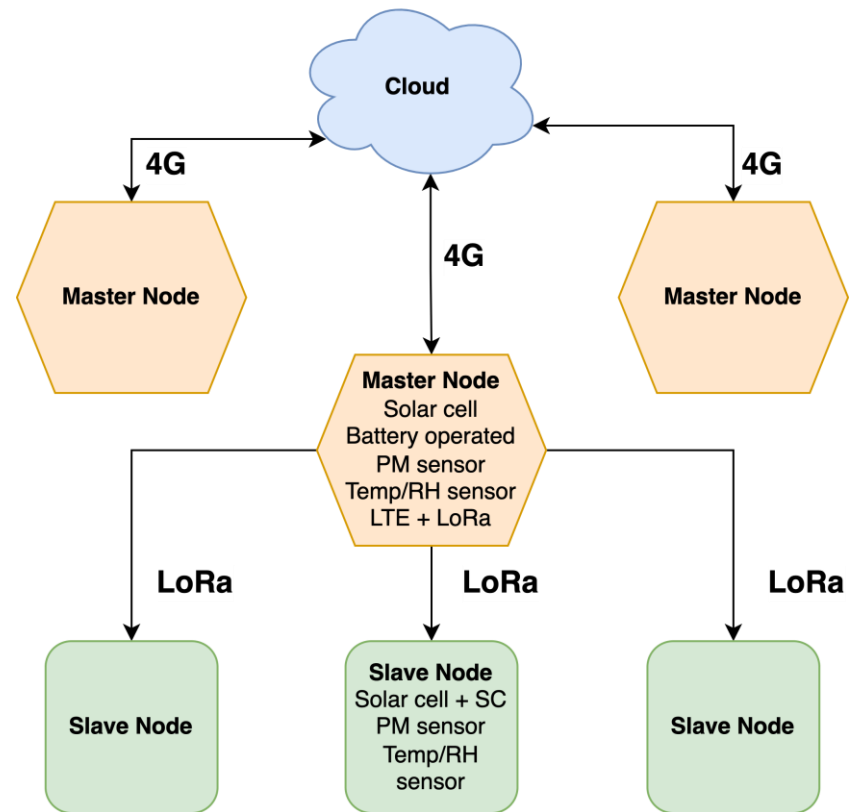 Cloud
4G
4G
4G
Master Node
Master Node
Master Node
Solar cell
Battery operated
PM sensor
Temp/RH sensor
LTE + LoRa
LoRa
LoRa
LoRa
Slave Node
Slave Node
Solar cell + SC
PM sensor
Temp/RH
sensor
Slave Node